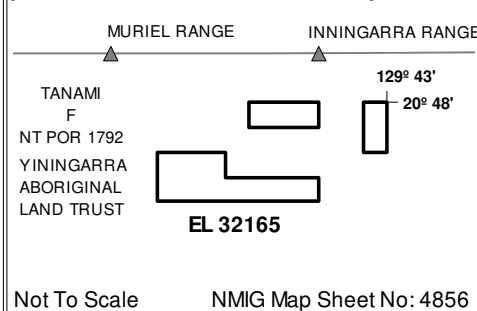 MURIEL RANGE
INNINGARRA RANGE
129º 43'
20º 48'
TANAMI
F
NT POR 1792
YININGARRA
ABORIGINAL
LAND TRUST
EL 32165
Not To Scale
NMIG Map Sheet No: 4856